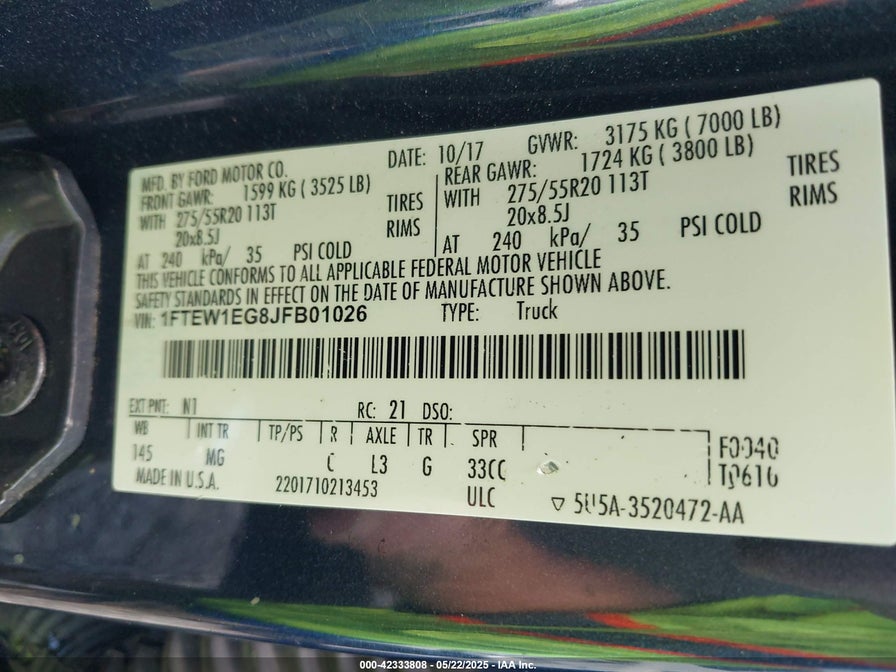 MFD. BY FORD MOTOR CO.
DATE: 10/17 GVWR: 3175 KG ( 7000 LB)
FRONT GAWR: 1599 KG ( 3525 LB)
REAR GAWR: 1724 KG ( 3800 LB)
WITH 275/55R20 113T TIRES
WITH 275/55R20 113T TIRES
20x8.5J RIMS
20x8.5J RIMS
AT 240 kPa/ 35 PSI COLD
AT 240 kPa/ 35 PSI COLD
THIS VEHICLE CONFORMS TO ALL APPLICABLE FEDERAL MOTOR VEHICLE
SAFETY STANDARDS IN EFFECT ON THE DATE OF MANUFACTURE SHOWN ABOVE.
VIN: 1FTEW1EG8JFB01026 TYPE: Truck
EXT PNT: N1 RC: 21 DSO:
WB INT TR TP/PS R AXLE TR SPR
145 MG C L3 G 33CC
F0040
T0610
MADE IN U.S.A. 2201710213453 ULC 5U5A-3520472-AA
000-42333808 - 05/22/2025 - IAA Inc.